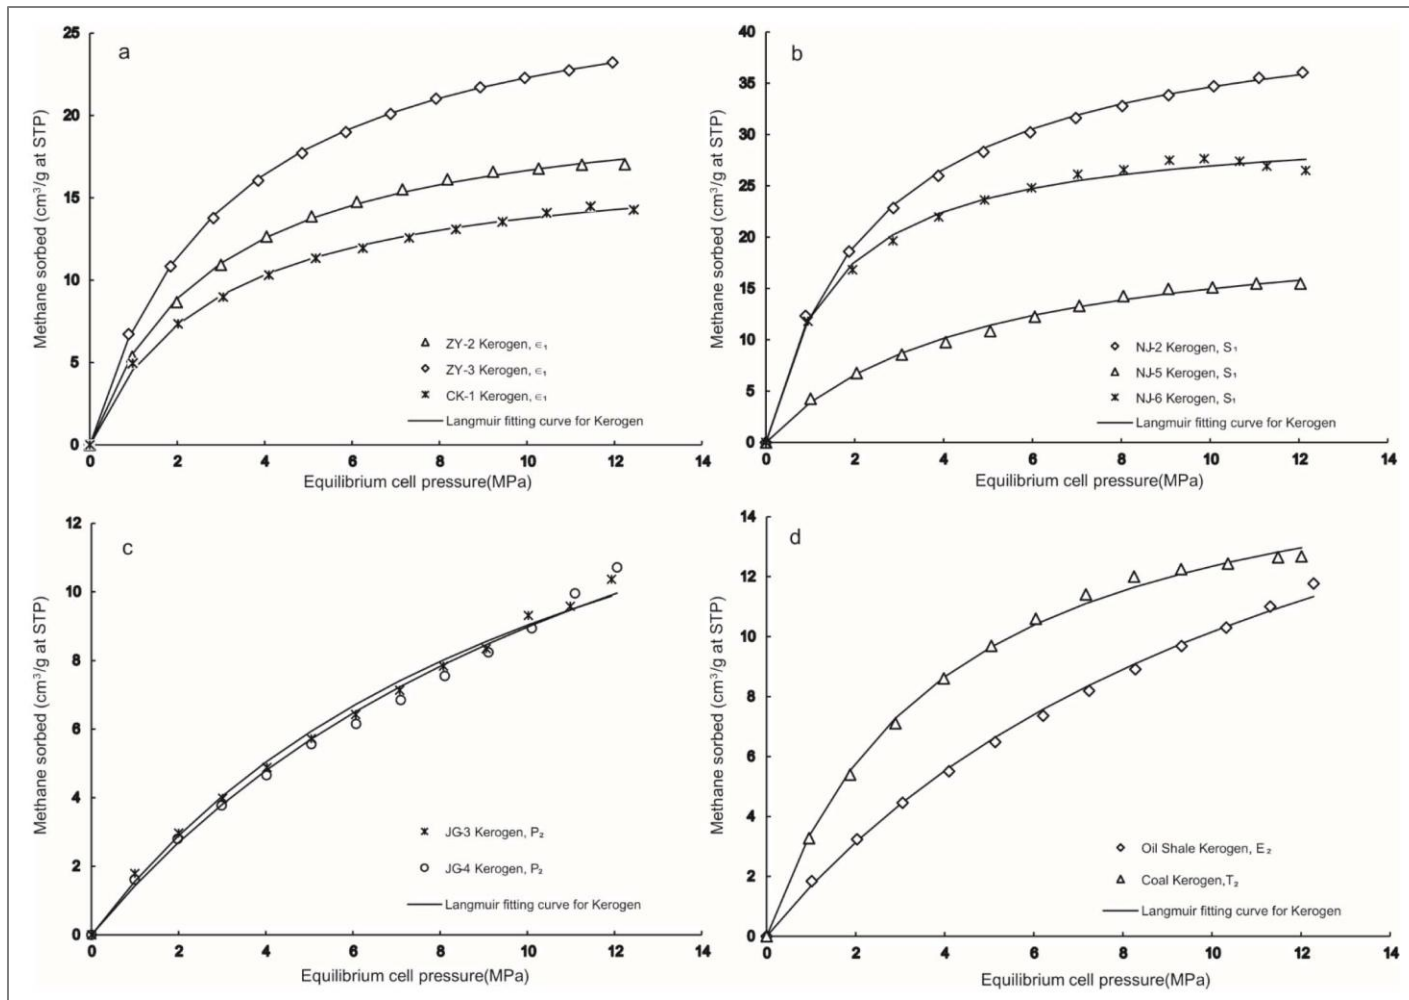 a
25
20
15
10
5
0
0 2 4 6 8 10 12 14
Methane sorbed (cm³/g at STP)
Equilibrium cell pressure(MPa)
ZY-2 Kerogen, ∈₁
ZY-3 Kerogen, ∈₁
CK-1 Kerogen, ∈₁
Langmuir fitting curve for Kerogen
b
40
35
30
25
20
15
10
5
0
0 2 4 6 8 10 12 14
Methane sorbed (cm³/g at STP)
Equilibrium cell pressure(MPa)
NJ-2 Kerogen, S₁
NJ-5 Kerogen, S₁
NJ-6 Kerogen, S₁
Langmuir fitting curve for Kerogen
c
12
10
8
6
4
2
0
0 2 4 6 8 10 12 14
Methane sorbed (cm³/g at STP)
Equilibrium cell pressure(MPa)
JG-3 Kerogen, P₂
JG-4 Kerogen, P₂
Langmuir fitting curve for Kerogen
d
14
12
10
8
6
4
2
0
0 2 4 6 8 10 12 14
Methane sorbed (cm³/g at STP)
Equilibrium cell pressure(MPa)
Oil Shale Kerogen, E₂
Coal Kerogen,T₂
Langmuir fitting curve for Kerogen